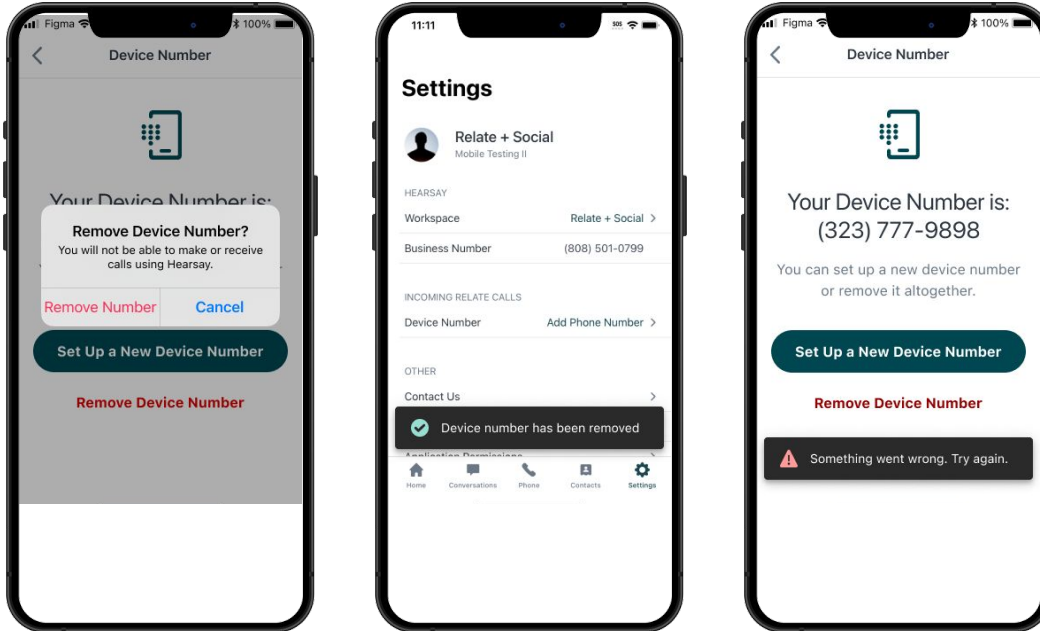 Figma 100%
Device Number
Your Device Number is:
Remove Device Number?
You will not be able to make or receive
calls using Hearsay.
Remove Number Cancel
Set Up a New Device Number
Remove Device Number
11:11 SOS
Settings
Relate + Social
Mobile Testing II
HEARSAY
Workspace Relate + Social
Business Number (808) 501-0799
INCOMING RELATE CALLS
Device Number Add Phone Number
OTHER
Contact Us
Device number has been removed
Application Permissions
Home Conversations Phone Contacts Settings
Figma 100%
Device Number
Your Device Number is:
(323) 777-9898
You can set up a new device number
or remove it altogether.
Set Up a New Device Number
Remove Device Number
Something went wrong. Try again.